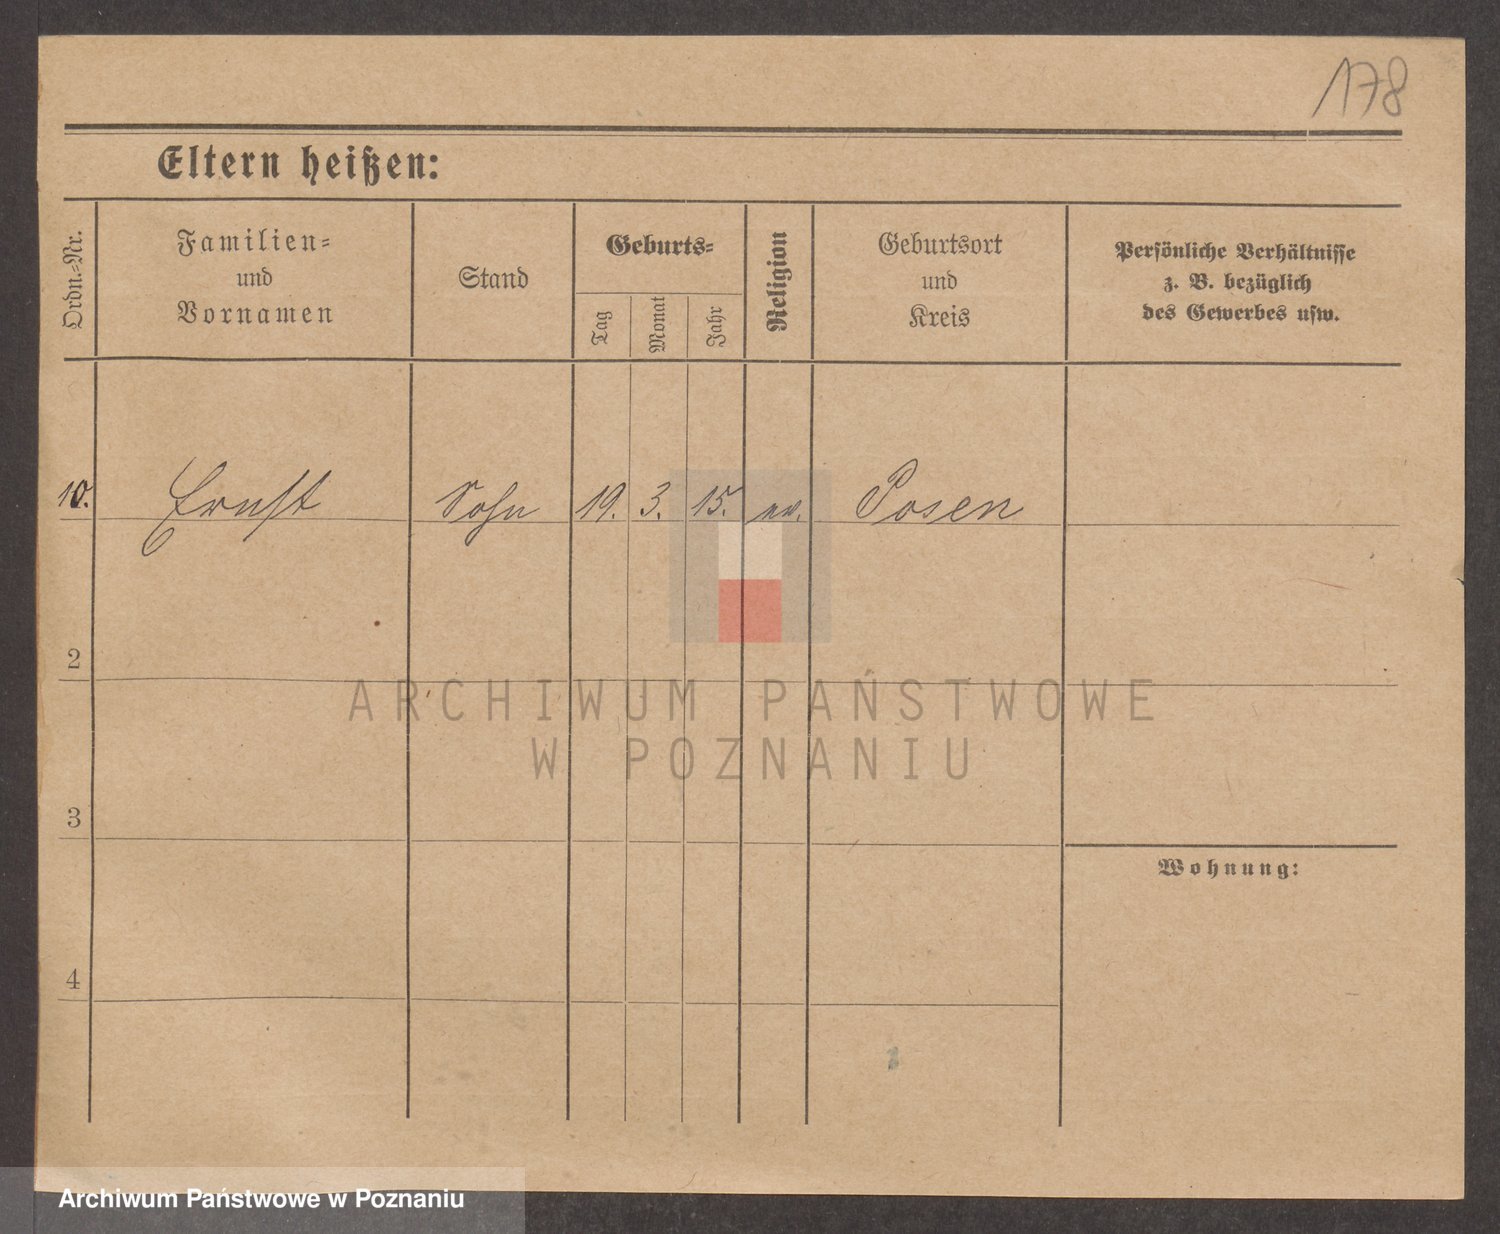 178
Eltern heißen:
Ordn.=Nr.
Familien=
und
Vornamen
Stand
Geburts=
Tag
Monat
Jahr
Religion
Geburtsort
und
Kreis
Persönliche Verhältnisse
z. B. bezüglich
des Gewerbes usw.
10. Ernst Sohn 19. 3. 15. ev. Posen
2
3
Wohnung:
4
ARCHIWUM PAŃSTWOWE
W POZNANIU
Archiwum Państwowe w Poznaniu